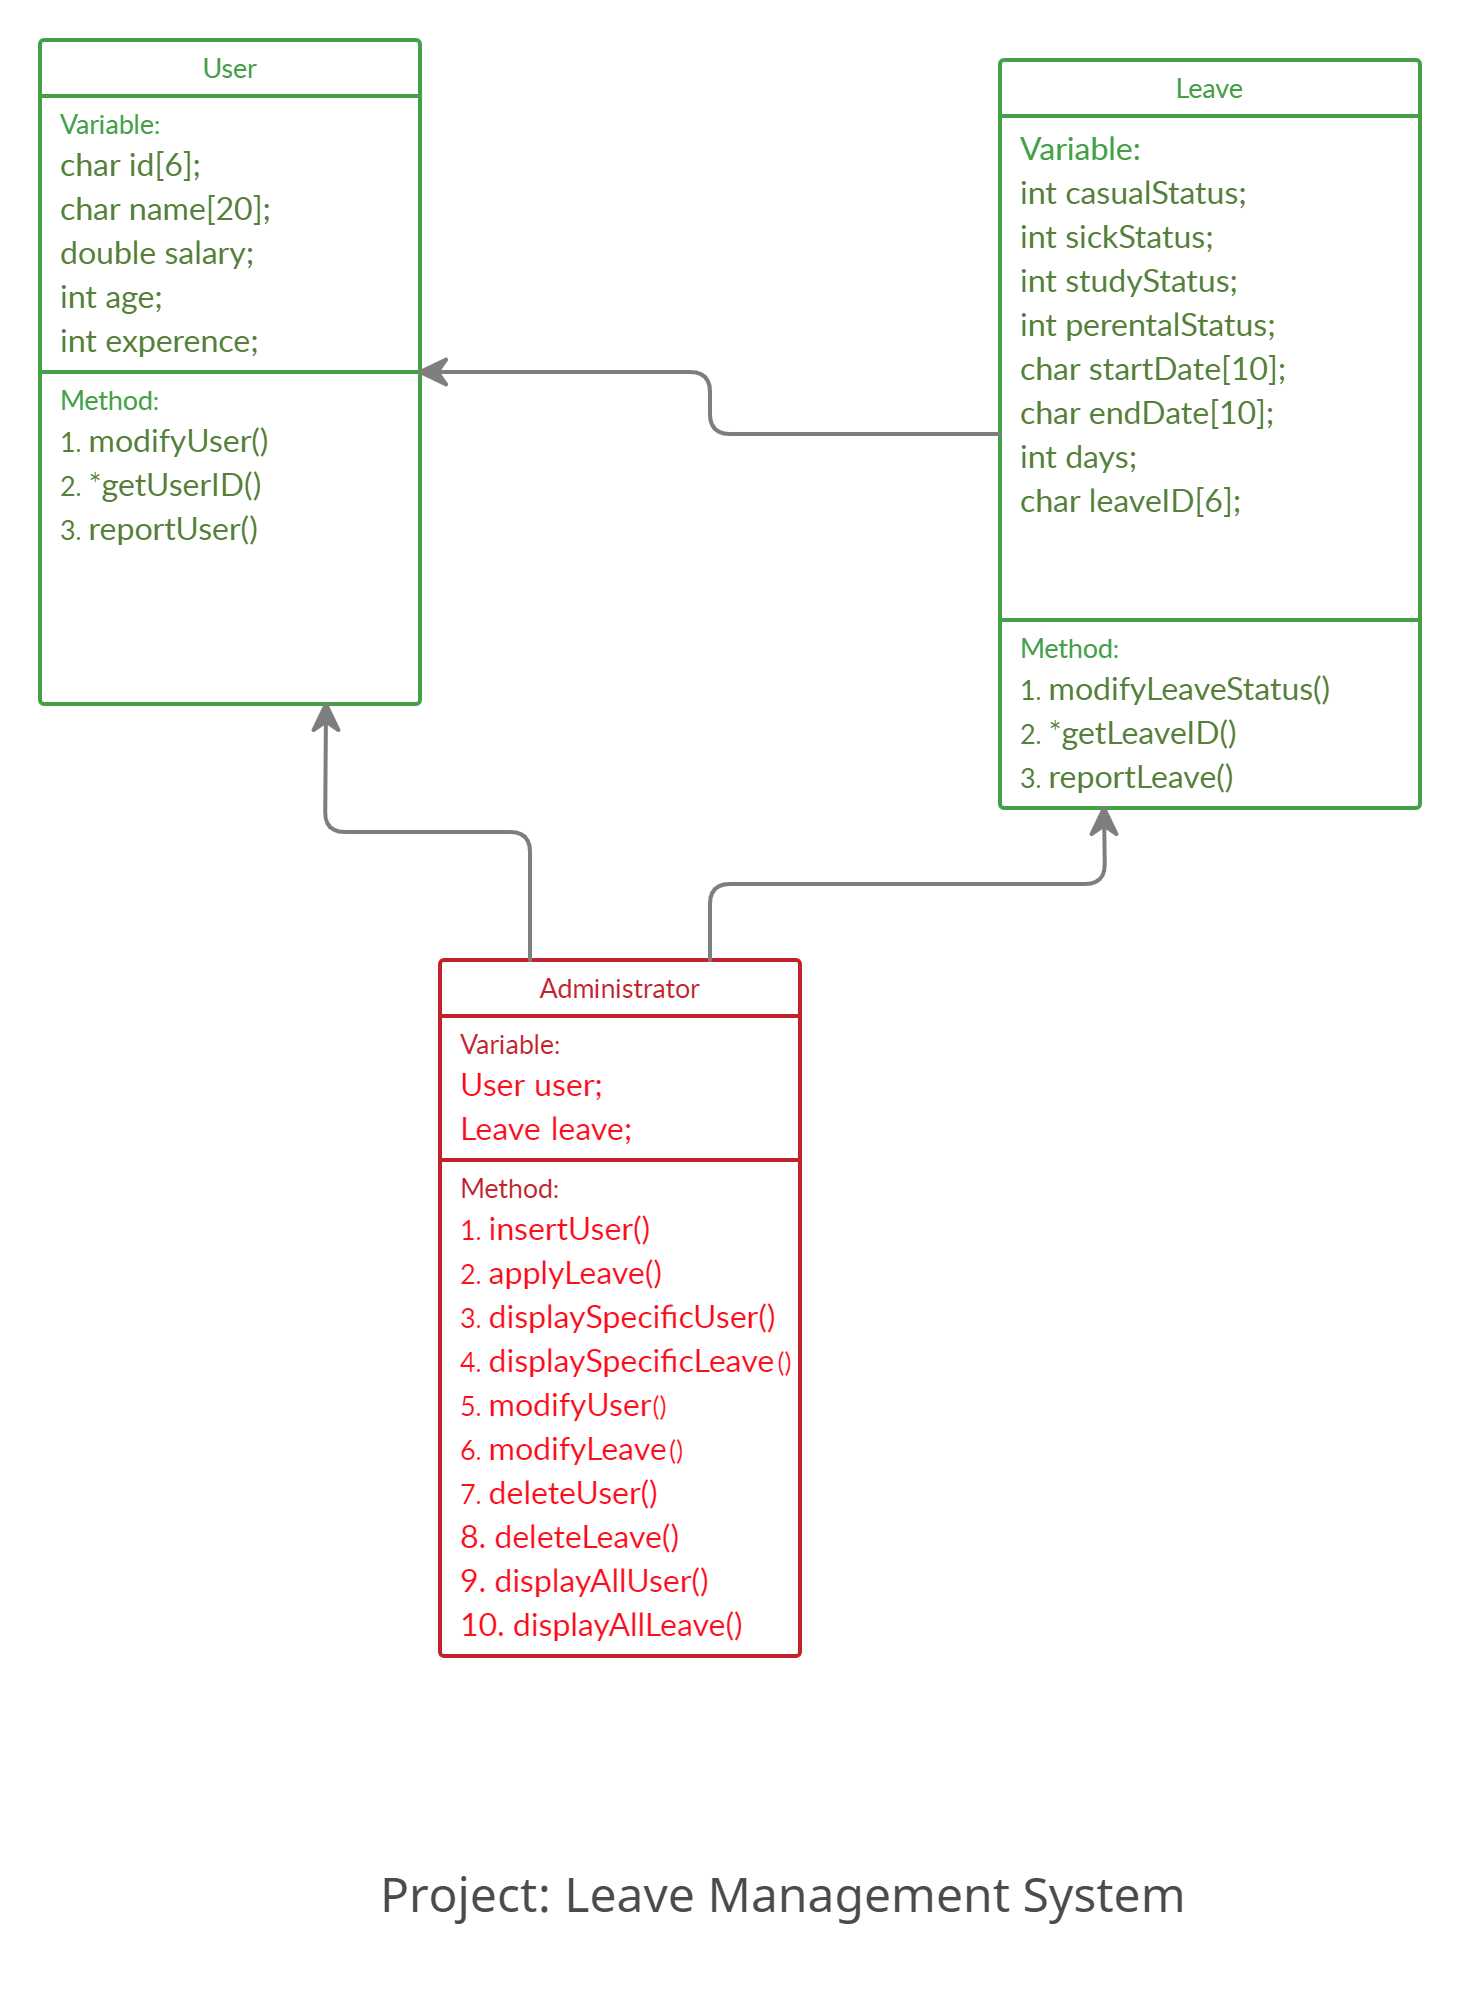 User
Variable:
char id[6];
char name[20];
double salary;
int age;
int experence;
Method:
1. modifyUser()
2. *getUserID()
3. reportUser()
Leave
Variable:
int casualStatus;
int sickStatus;
int studyStatus;
int perentalStatus;
char startDate[10];
char endDate[10];
int days;
char leaveID[6];
Method:
1. modifyLeaveStatus()
2. *getLeaveID()
3. reportLeave()
Administrator
Variable:
User user;
Leave leave;
Method:
1. insertUser()
2. applyLeave()
3. displaySpecificUser()
4. displaySpecificLeave()
5. modifyUser()
6. modifyLeave()
7. deleteUser()
8. deleteLeave()
9. displayAllUser()
10. displayAllLeave()
Project: Leave Management System